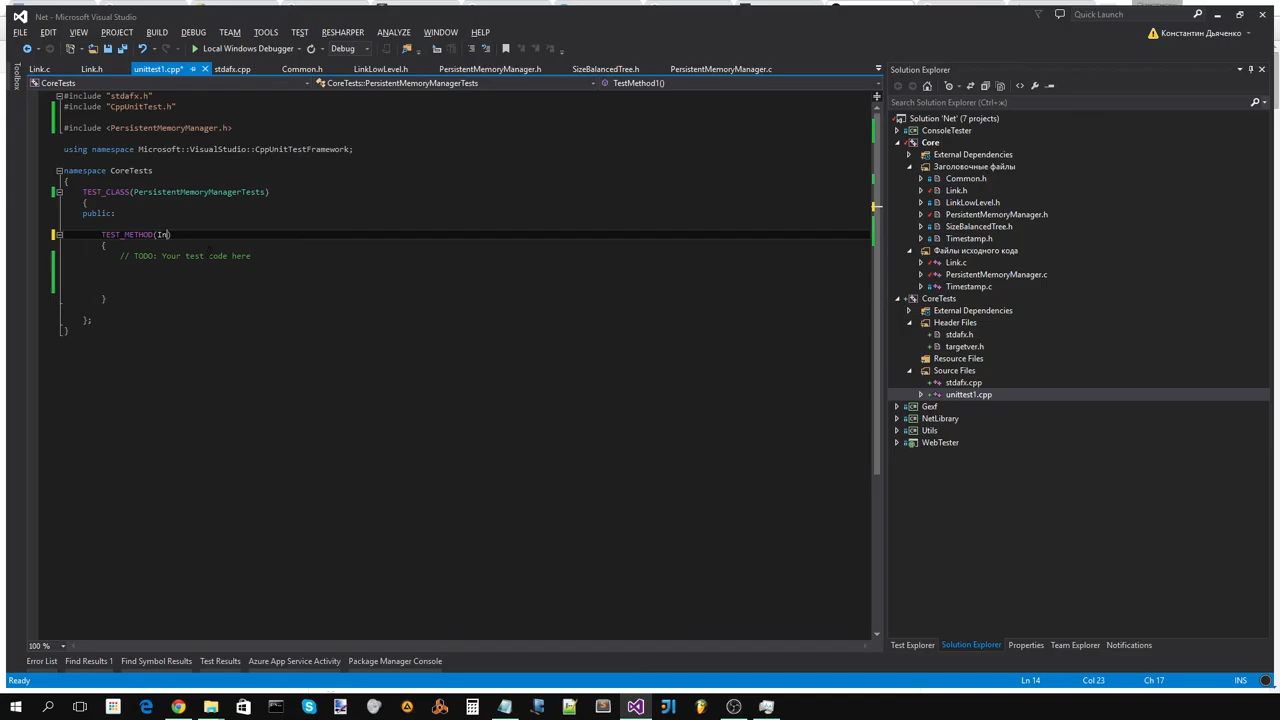 Net - Microsoft Visual Studio
Quick Launch
FILE EDIT VIEW PROJECT BUILD DEBUG TEAM TOOLS TEST RESHARPER ANALYZE WINDOW HELP
Константин Дьяченко
Local Windows Debugger
Debug
Link.c Link.h unittest1.cpp* stdafx.cpp Common.h LinkLowLevel.h PersistentMemoryManager.h SizeBalancedTree.h PersistentMemoryManager.c
CoreTests CoreTests::PersistentMemoryManagerTests TestMethod1()
Toolbox
#include "stdafx.h"
#include "CppUnitTest.h"
#include <PersistentMemoryManager.h>
using namespace Microsoft::VisualStudio::CppUnitTestFramework;
namespace CoreTests
{
TEST_CLASS(PersistentMemoryManagerTests)
{
public:
TEST_METHOD(In)
{
// TODO: Your test code here
}
};
}
100 %
Solution Explorer
Search Solution Explorer (Ctrl+;)
Solution 'Net' (7 projects)
ConsoleTester
Core
External Dependencies
Заголовочные файлы
Common.h
Link.h
LinkLowLevel.h
PersistentMemoryManager.h
SizeBalancedTree.h
Timestamp.h
Файлы исходного кода
Link.c
PersistentMemoryManager.c
Timestamp.c
CoreTests
External Dependencies
Header Files
stdafx.h
targetver.h
Resource Files
Source Files
stdafx.cpp
unittest1.cpp
Gexf
NetLibrary
Utils
WebTester
Test Explorer Solution Explorer Properties Team Explorer Notifications
Error List Find Results 1 Find Symbol Results Test Results Azure App Service Activity Package Manager Console
Ready Ln 14 Col 23 Ch 17 INS